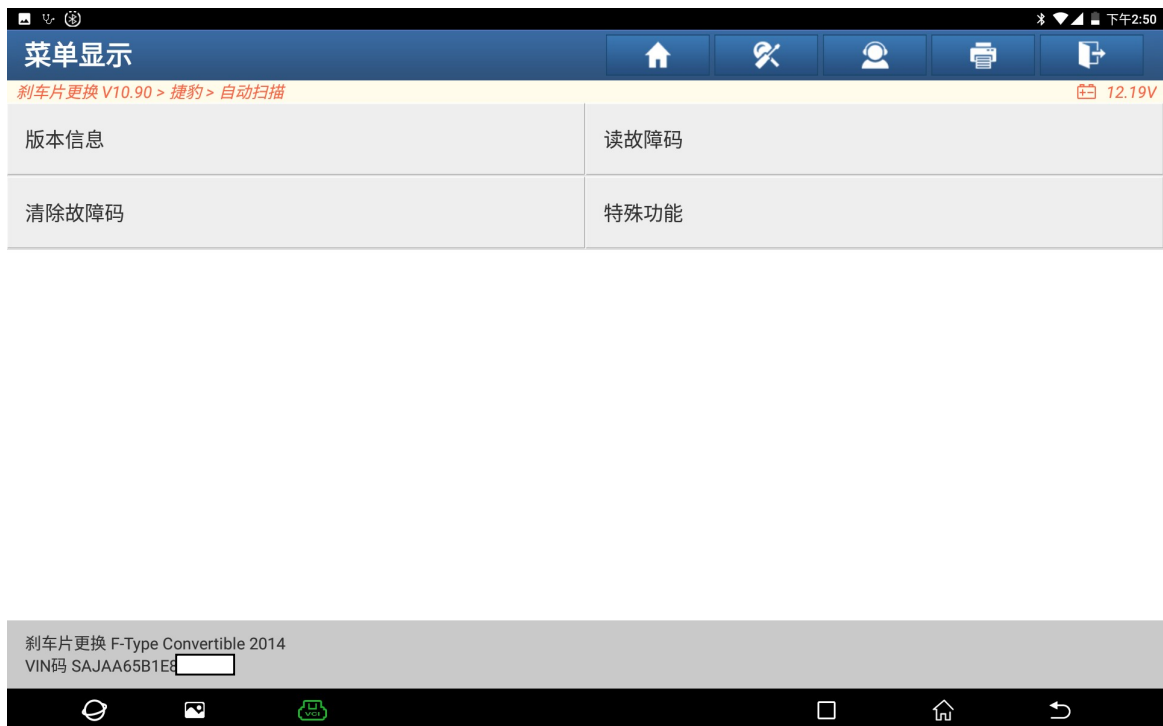 下午2:50
菜单显示
刹车片更换 V10.90 > 捷豹 > 自动扫描
12.19V
版本信息
读故障码
清除故障码
特殊功能
刹车片更换 F-Type Convertible 2014
VIN码 SAJAA65B1E8
VCI